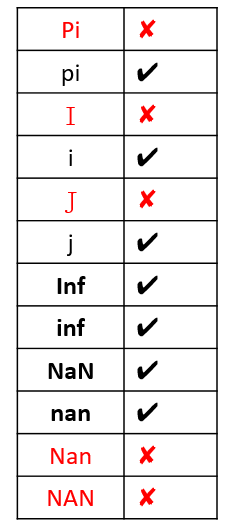 Pi ✘
pi ✔
I ✘
i ✔
J ✘
j ✔
Inf ✔
inf ✔
NaN ✔
nan ✔
Nan ✘
NAN ✘